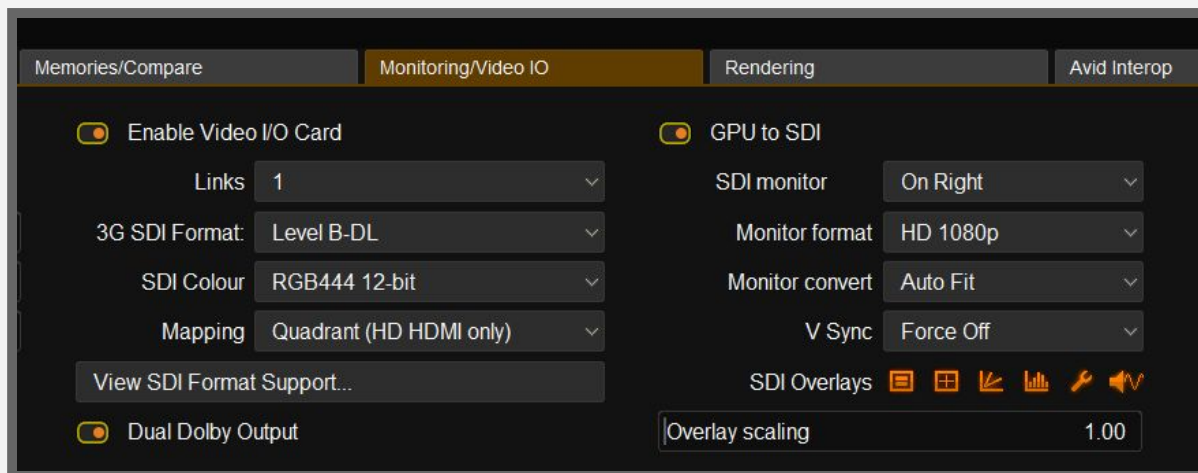 Memories/Compare
Monitoring/Video IO
Rendering
Avid Interop
Enable Video I/O Card
Links 1
3G SDI Format: Level B-DL
SDI Colour RGB444 12-bit
Mapping Quadrant (HD HDMI only)
View SDI Format Support...
Dual Dolby Output
GPU to SDI
SDI monitor On Right
Monitor format HD 1080p
Monitor convert Auto Fit
V Sync Force Off
SDI Overlays
Overlay scaling 1.00